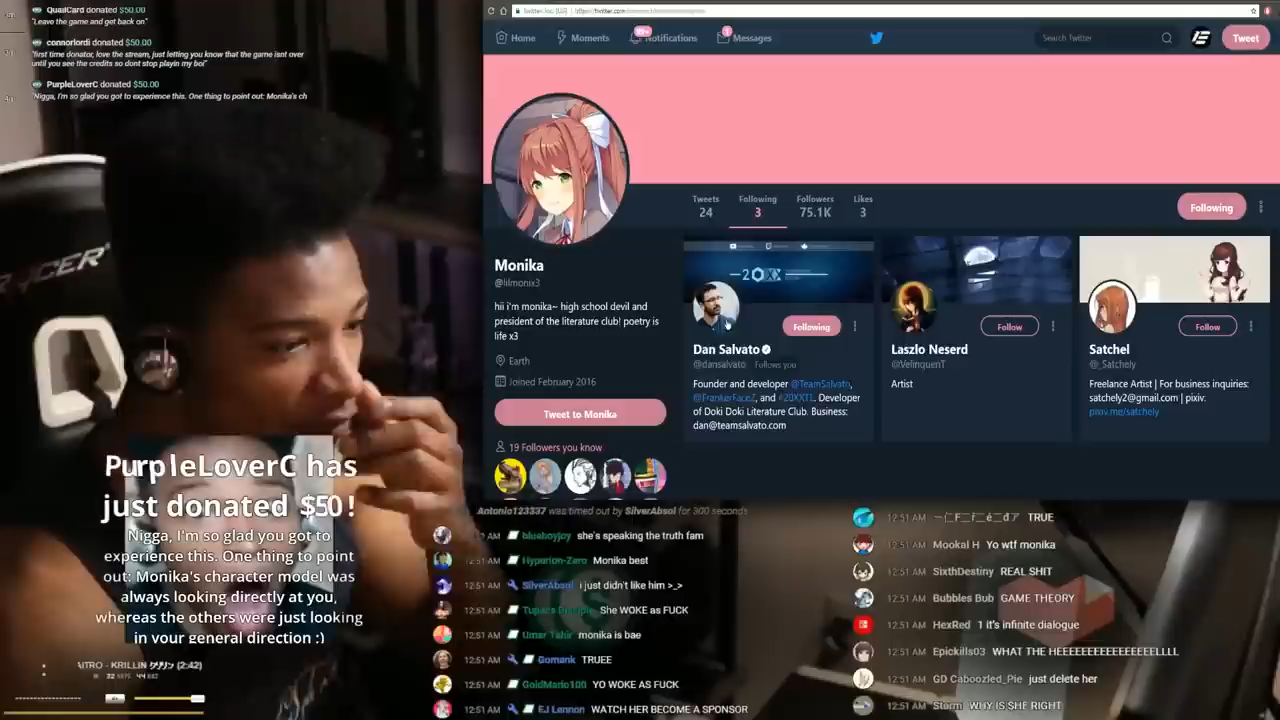 QuailCard donated $50.00
"Leave the game and get back on"
connorlordi donated $50.00
"first time donator, love the stream, just letting you know that the game isnt over
until you see the credits so dont stop playin my boi"
PurpleLoverC donated $50.00
"Nigga, I'm so glad you got to experience this. One thing to point out: Monika's ch
Home
Moments
99+
Notifications
1
Messages
Search Twitter
Tweet
Tweets
24
Following
3
Followers
75.1K
Likes
3
Following
Monika
@lilmonix3
hii i'm monika~ high school devil and
president of the literature club! poetry is
life x3
Earth
Joined February 2016
Tweet to Monika
19 Followers you know
20XX
Following
Dan Salvato
@dansalvato Follows you
Founder and developer @TeamSalvato,
@FrankerFaceZ, and #20XXTE. Developer
of Doki Doki Literature Club. Business:
dan@teamsalvato.com
Follow
Laszlo Neserd
@VelinquenT
Artist
Follow
Satchel
@_Satchely
Freelance Artist | For business inquiries:
satchely2@gmail.com | pixiv:
prov.me/satchely
PurpleLoverC has
just donated $50!
Nigga, I'm so glad you got to
experience this. One thing to point
out: Monika's character model was
always looking directly at you,
whereas the others were just looking
in your general direction :)
KRILLIN クリリン (2:42)
Antonio123337 was timed out by SilverAbsol for 300 seconds
AM blueboyjoy she's speaking the truth fam
12:51 AM Hyperion-Zero Monika best
12:51 AM SilverAbsol i just didn't like him >_>
12:51 AM Tupacs Disciple She WOKE as FUCK
12:51 AM Umar Tahir monika is bae
12:51 AM Gomank TRUEE
12:51 AM GoldMario100 YO WOKE AS FUCK
12:51 AM EJ Lennon WATCH HER BECOME A SPONSOR
12:51 AM TRUE
12:51 AM Mookal H Yo wtf monika
12:51 AM SixthDestiny REAL SHIT
12:51 AM Bubbles Bub GAME THEORY
12:51 AM HexRed 1 it's infinite dialogue
12:51 AM Epickills03 WHAT THE HEEEEEEEEEEEEEEEELLLL
12:51 AM GD Caboozled_Pie just delete her
12:51 AM Storm WHY IS SHE RIGHT